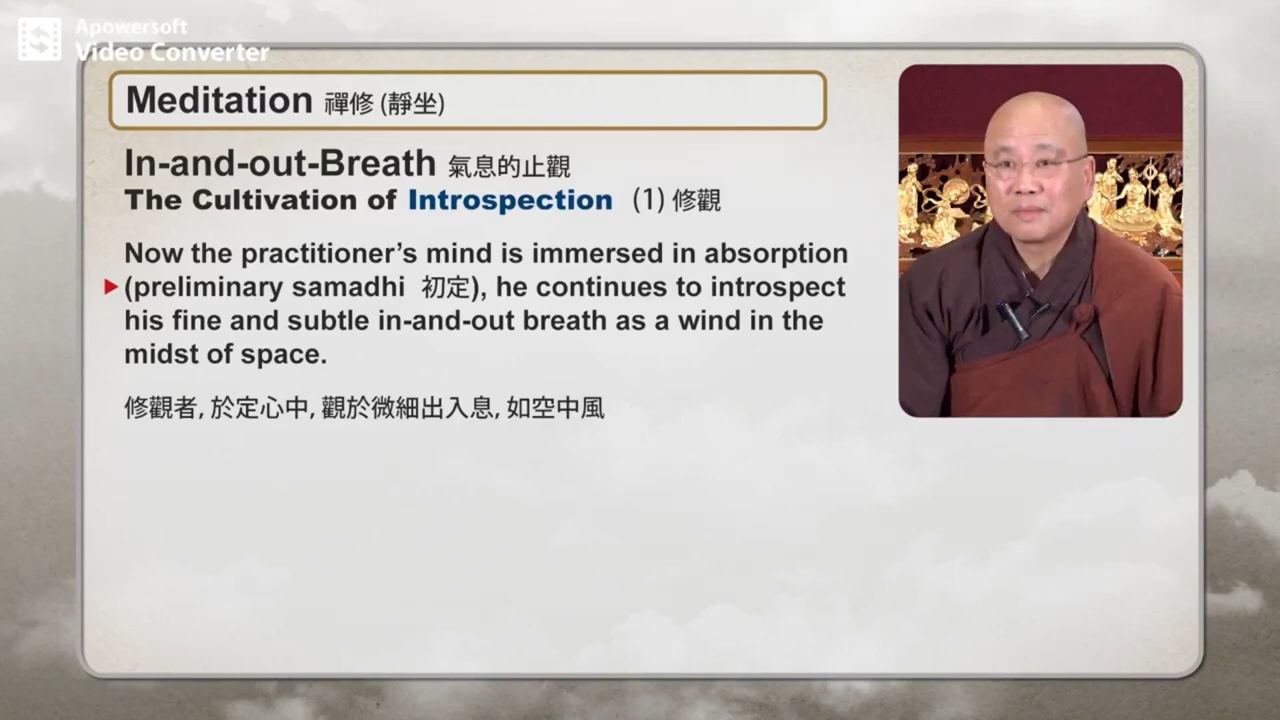 Apowersoft
Video Converter
Meditation 禪修 (靜坐)
In-and-out-Breath 氣息的止觀
The Cultivation of Introspection (1) 修觀
Now the practitioner’s mind is immersed in absorption
(preliminary samadhi 初定), he continues to introspect
his fine and subtle in-and-out breath as a wind in the
midst of space.
修觀者, 於定心中, 觀於微細出入息, 如空中風